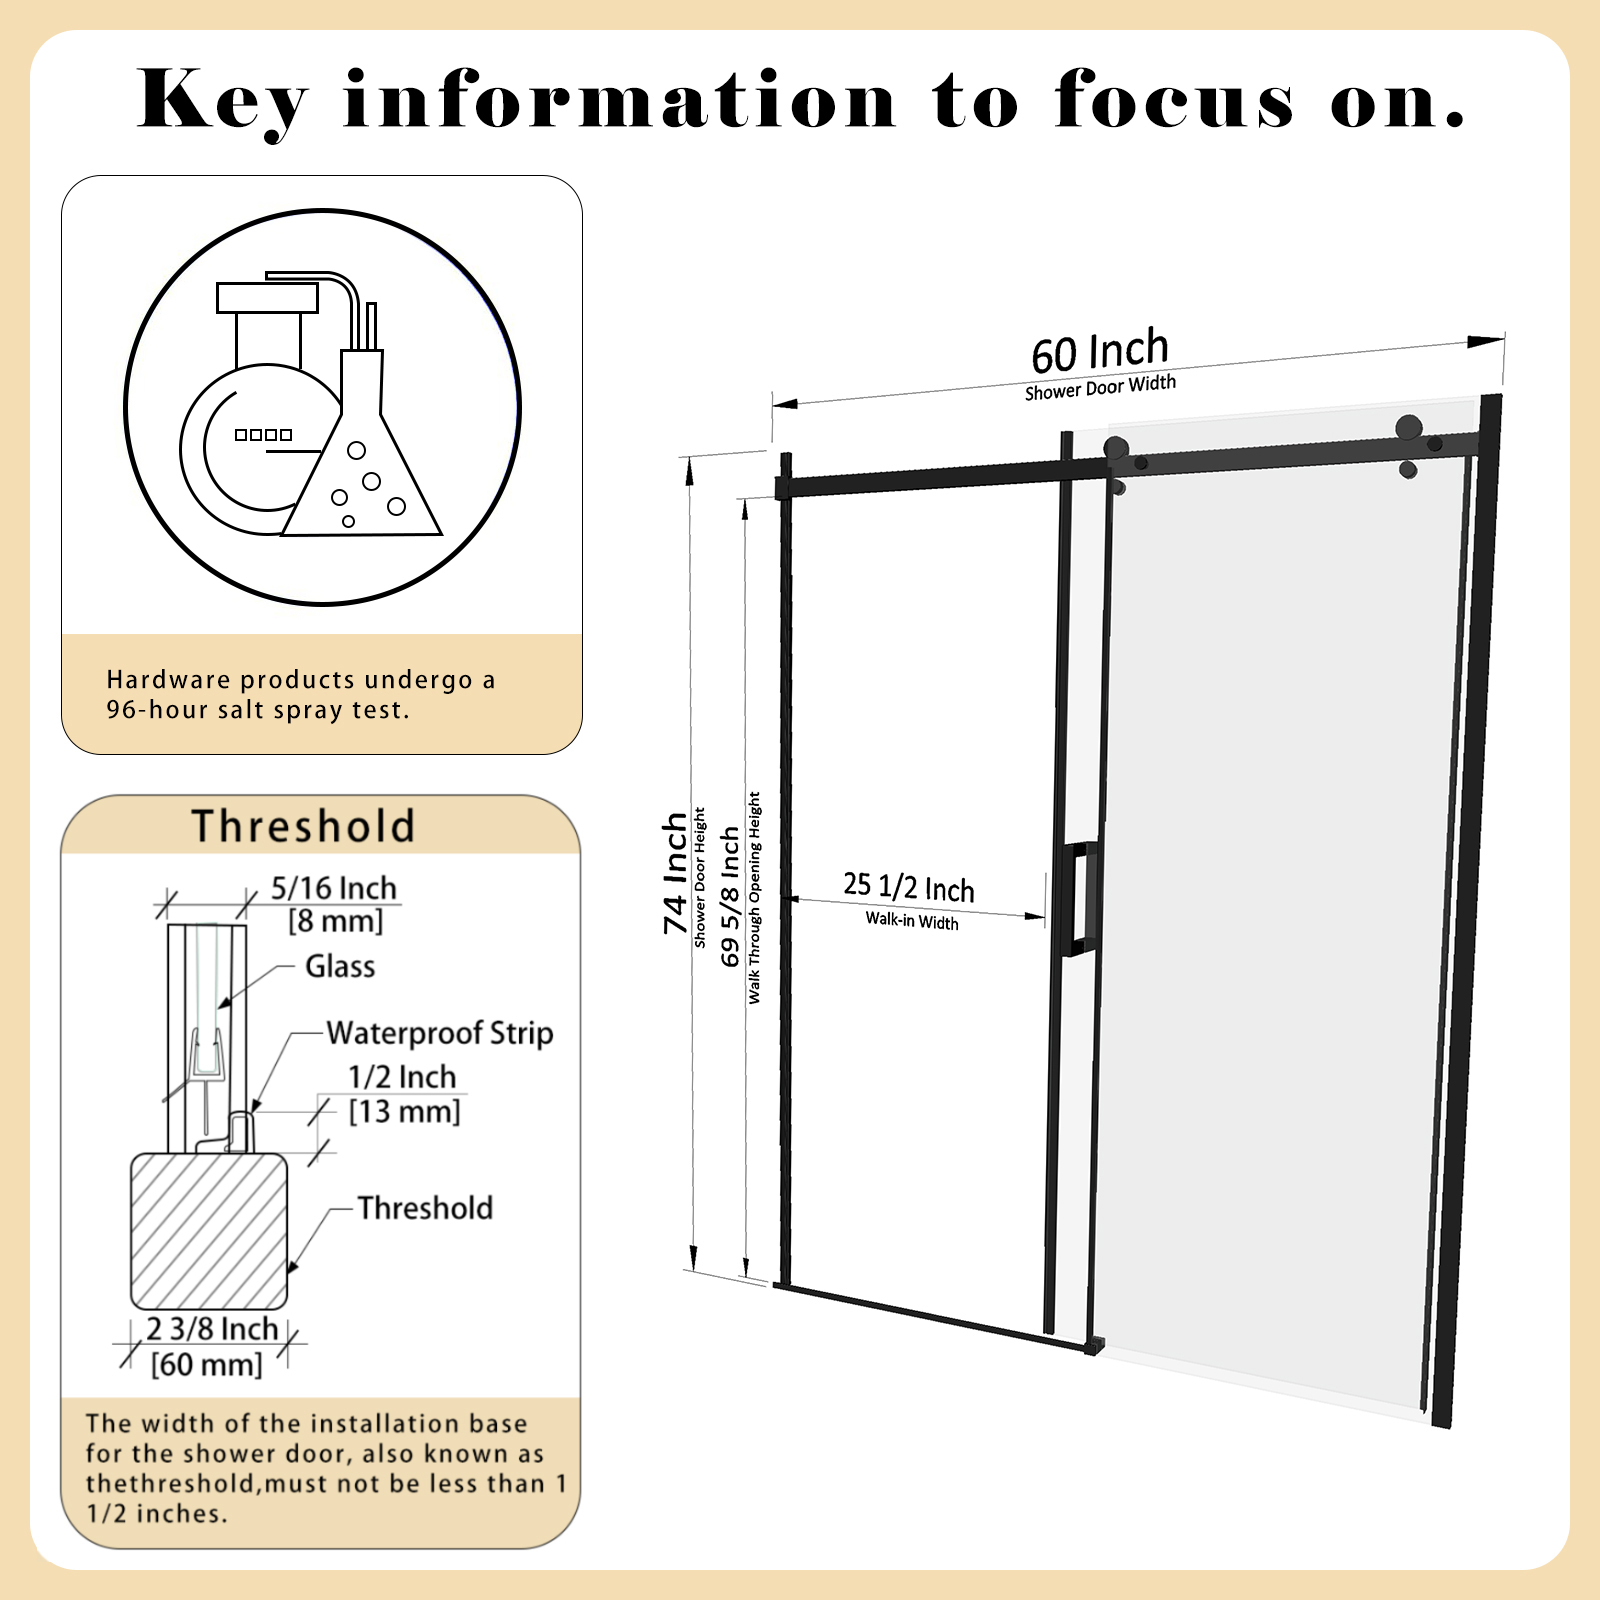 Key information to focus on.
Hardware products undergo a
96-hour salt spray test.
Threshold
5/16 Inch
[8 mm]
Glass
Waterproof Strip
1/2 Inch
[13 mm]
Threshold
2 3/8 Inch
[60 mm]
The width of the installation base
for the shower door, also known as
thethreshold,must not be less than 1
1/2 inches.
60 Inch
Shower Door Width
74 Inch
Shower Door Height
69 5/8 Inch
Walk Through Opening Height
25 1/2 Inch
Walk-in Width